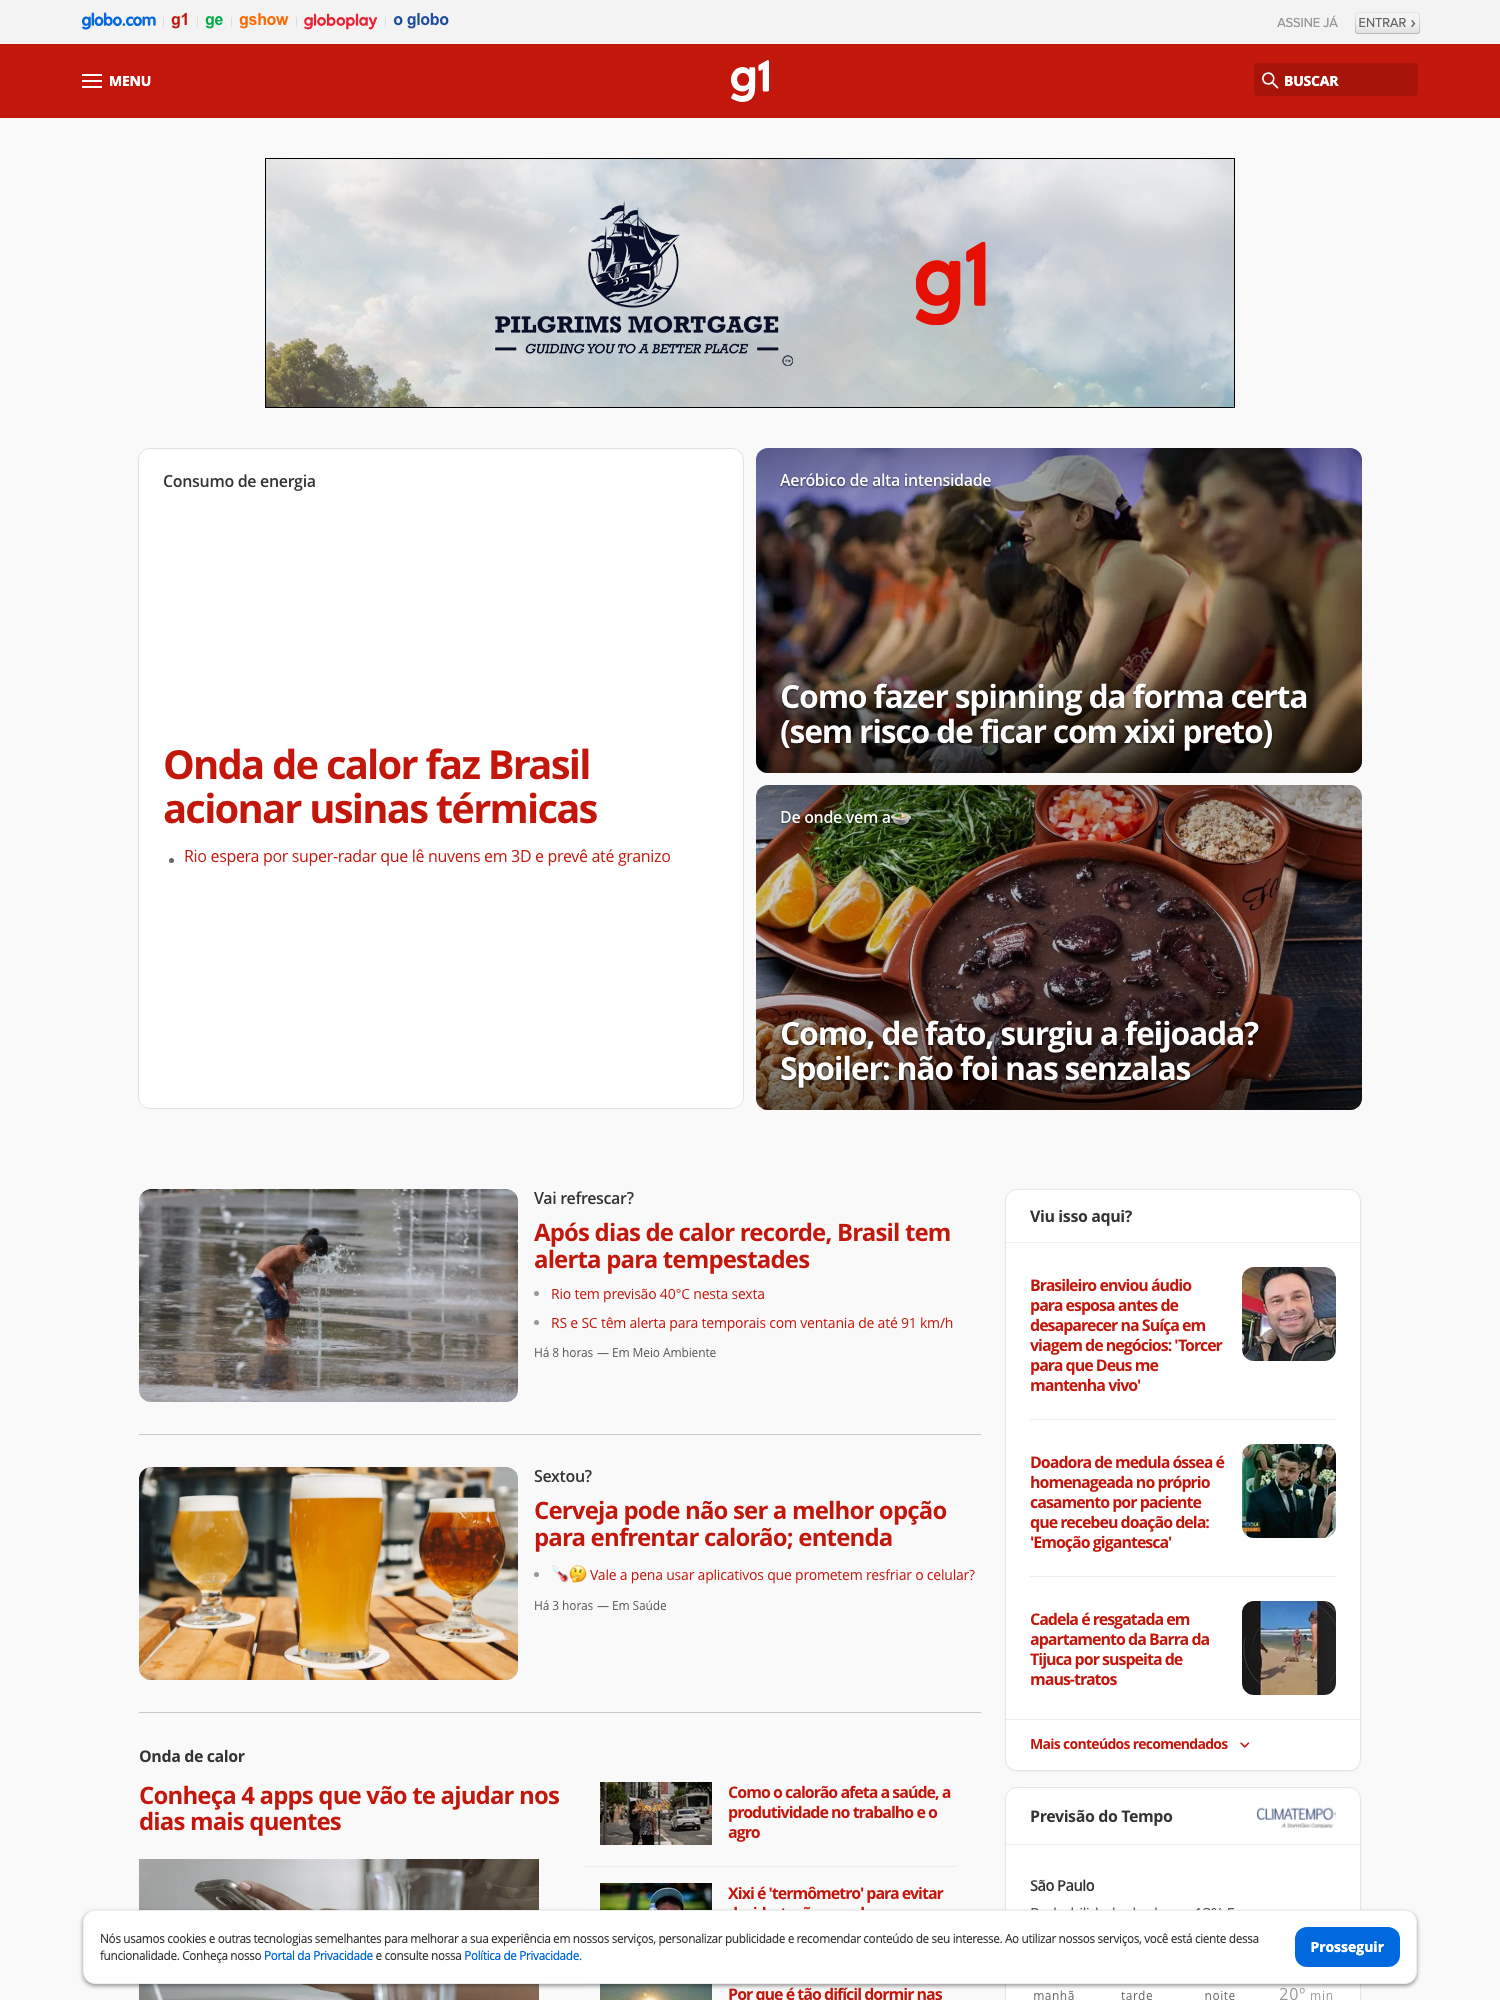 globo.com g1 ge gshow globoplay o globo
ASSINE JÁ
ENTRAR ›
MENU
g1
BUSCAR
PILGRIMS MORTGAGE
GUIDING YOU TO A BETTER PLACE
g1
Consumo de energia
Onda de calor faz Brasil
acionar usinas térmicas
Rio espera por super-radar que lê nuvens em 3D e prevê até granizo
Aeróbico de alta intensidade
Como fazer spinning da forma certa
(sem risco de ficar com xixi preto)
De onde vem a
Como, de fato, surgiu a feijoada?
Spoiler: não foi nas senzalas
Vai refrescar?
Após dias de calor recorde, Brasil tem
alerta para tempestades
Rio tem previsão 40°C nesta sexta
RS e SC têm alerta para temporais com ventania de até 91 km/h
Há 8 horas — Em Meio Ambiente
Sextou?
Cerveja pode não ser a melhor opção
para enfrentar calorão; entenda
Vale a pena usar aplicativos que prometem resfriar o celular?
Há 3 horas — Em Saúde
Onda de calor
Conheça 4 apps que vão te ajudar nos
dias mais quentes
Como o calorão afeta a saúde, a
produtividade no trabalho e o
agro
Xixi é 'termômetro' para evitar
Por que é tão difícil dormir nas
Viu isso aqui?
Brasileiro enviou áudio
para esposa antes de
desaparecer na Suíça em
viagem de negócios: 'Torcer
para que Deus me
mantenha vivo'
Doadora de medula óssea é
homenageada no próprio
casamento por paciente
que recebeu doação dela:
'Emoção gigantesca'
Cadela é resgatada em
apartamento da Barra da
Tijuca por suspeita de
maus-tratos
Mais conteúdos recomendados
Previsão do Tempo
CLIMATEMPO
A StormGeo Company
São Paulo
manhã tarde noite 20° min
Nós usamos cookies e outras tecnologias semelhantes para melhorar a sua experiência em nossos serviços, personalizar publicidade e recomendar conteúdo de seu interesse. Ao utilizar nossos serviços, você está ciente dessa
funcionalidade. Conheça nosso Portal da Privacidade e consulte nossa Política de Privacidade.
Prosseguir